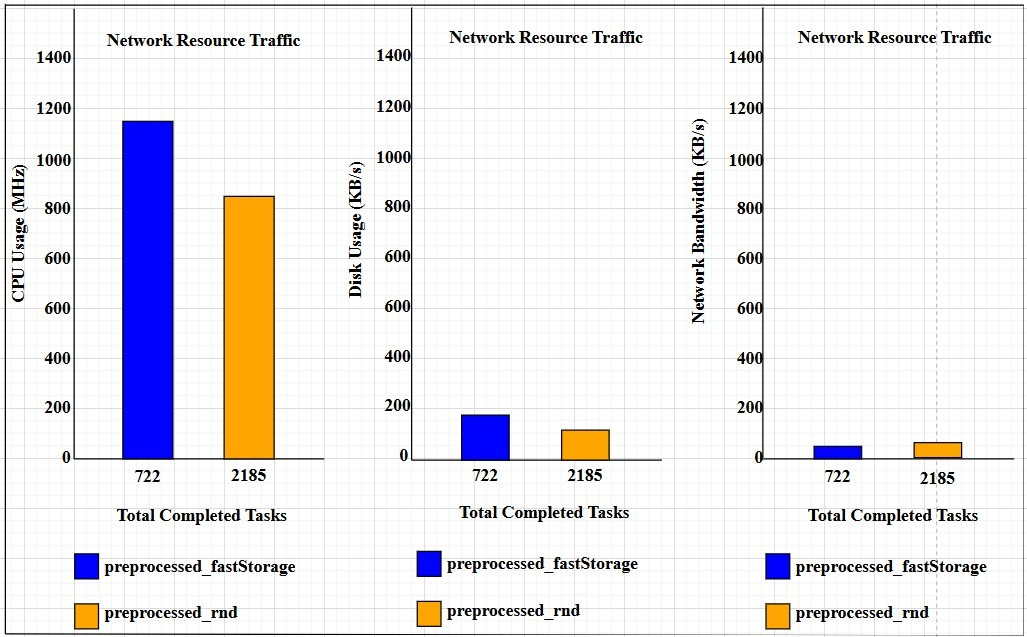 Network Resource Traffic
1400
1200
1000
800
600
600
400
200
0
CPU Usage (MHz)
722
2185
Total Completed Tasks
preprocessed_fastStorage
preprocessed_rnd
Network Resource Traffic
1400
1200
1000
800
600
600
400
200
0
Disk Usage (KB/s)
722
2185
Total Completed Tasks
preprocessed_fastStorage
preprocessed_rnd
Network Resource Traffic
1400
1200
1000
800
600
600
200
0
Network Bandwidth (KB/s)
722
2185
Total Completed Tasks
preprocessed_fastStorage
preprocessed_rnd